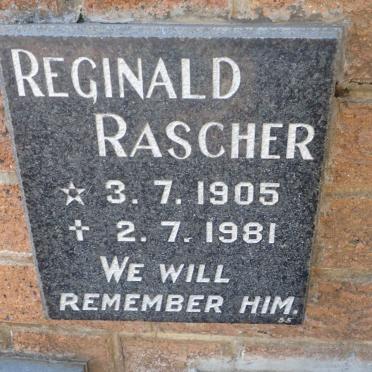 REGINALD
RASCHER
☆ 3. 7. 1905
✝ 2. 7. 1981
WE WILL
REMEMBER HIM.